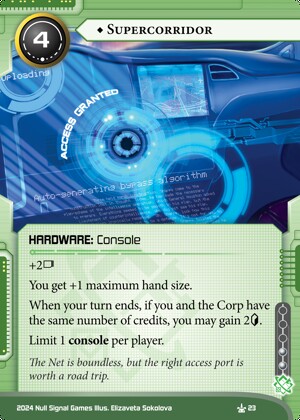 4
SUPERCORRIDOR
Uploading
ACCESS GRANTED
Auto-generating bypass algorithm
HARDWARE: Console
+2
You get +1 maximum hand size.
When your turn ends, if you and the Corp have
the same number of credits, you may gain 2.
Limit 1 console per player.
The Net is boundless, but the right access port is
worth a road trip.
2024 Null Signal Games Illus. Elizaveta Sokolova
23